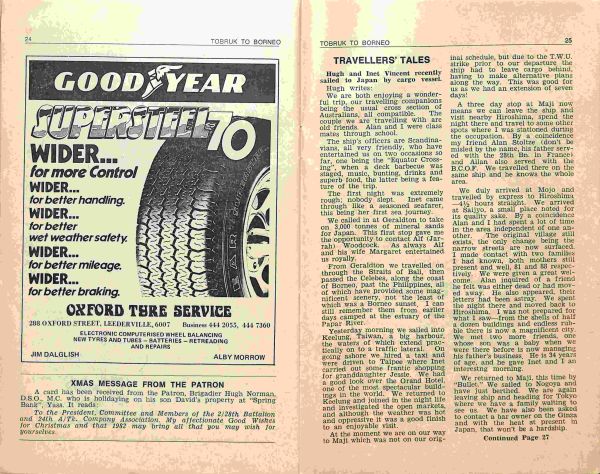 24
TOBRUK TO BORNEO
GOODYEAR
SUPERSTEEL 70
WIDER...
for more Control
WIDER...
for better handling.
WIDER...
for better
wet weather safety.
WIDER...
for better mileage.
WIDER...
for better braking.
OXFORD TYRE SERVICE
288 OXFORD STREET, LEEDERVILLE, 6007 Business 444 2055, 444 7360
ELECTRONIC COMPUTERISED WHEEL BALANCING
NEW TYRES AND TUBES — BATTERIES — RETREADING
AND REPAIRS
JIM DALGLISH ALBY MORROW
XMAS MESSAGE FROM THE PATRON
A card has been received from the Patron, Brigadier Hugh Norman,
D.S.O., M.C. who is holidaying on his son David's property at "Spring
Bank", Yass. It reads:
To the President, Committee and Members of the 2/28th Battalion
and 24th A/Tk. Company Association. My affectionate Good Wishes
for Christmas and that 1982 may bring all that you may wish for
yourselves.
TOBRUK TO BORNEO
25
TRAVELLERS' TALES
Hugh and Inet Vincent recently
sailed to Japan by cargo vessel.
Hugh writes:
We are both enjoying a wonder-
ful trip, our travelling companions
being the usual cross section of
Australians, all compatible. The
couple we are travelling with are
old friends. Alan and I were class
mates through school.
The ship's officers are Scandina-
vians, all very friendly, who have
entertained us on two occasions so
far, one being the "Equator Cross-
ing", when a deck barbecue was
staged, music, bunting, drinks and
superb food, the latter being a fea-
ture of the trip.
The first night was extremely
rough; nobody slept. Inet came
through like a seasoned seafarer,
this being her first sea journey.
We called in at Geraldton to take
on 3,000 tonnes of mineral sands
for Japan. This first stop gave me
the opportunity to contact Alf (Jar-
rah) Woodcock. As always Alf
and his wife Margaret entertained
us royally.
From Geraldton we travelled on
through the Straits of Bali, then
passed the Celebes, along the coast
of Borneo, past the Philippines, all
of which have provided some mag-
nificent scenery, not the least of
which was a Borneo sunset. I can
still remember them from earlier
days camped at the estuary of the
Papar River.
Yesterday morning we sailed into
Keelung, Taiwan, a big harbour,
the waters of which extend prac-
tically on to a traffic laned. On
going ashore we hired a taxi and
were driven to Taipoe where Inet
carried out some frantic shopping
for grandaughter Jessie. We had
a good look over the Grand Hotel,
one of the most spectacular build-
ings in the world. We returned to
Keelung and joined in the night life
and investigated the open market,
and although the weather was hot
and oppressive it was a good finish
to an enjoyable visit.
At the moment we are on our way
to Maji which was not on our orig-
inal schedule, but due to the T.W.U.
strike prior to our departure the
ship had to leave cargo behind,
having to make alternative plans
along the way. This was good for
us as we had an extension of seven
days!
A three day stop at Maji now
means we can leave the ship and
visit nearby Hiroshima, spend the
night there and travel to some other
spots where I was stationed during
the occupation. By a coincidence
my friend Alan Stoltze (don't be
misled by the name, his father serv-
ed with the 28th Bn. in France)
and Allan also served with the
B.C.O.F. We travelled there on the
same ship and he knows the whole
area.
We duly arrived at Mojo and
travelled by express to Hiroshima
—4½ hours straight. We arrived
at Saijyo, a small place noted for
its quality sake. By a coincidence
Alan and I had spent a lot of time
in the area independent of one an-
other. The original village still
exists, the only change being the
narrow streets are now surfaced.
I made contact with two families
I had known, both mothers still
present and well, 81 and 88 respec-
tively. We were given a great wel-
come. Alan inquired of a friend
he felt was either dead or had mov-
ed away. He also appeared, their
letters had been astray. We spent
the night there and moved back to
Hiroshima. I was not prepared for
what I saw—from the shells of half
a dozen buildings and endless rub-
ble there is now a magnificent city.
We met two more friends, one
whose son was a baby when we
were there before is now managing
his father's business. He is 34 years
of age, and he gave Inet and I an
interesting morning.
We returned to Maji, this time by
"Bullet". We sailed to Nogoya and
have just berthed. We are again
leaving ship and heading for Tokyo
where we have a family waiting to
see us. We have also been asked
to contact a bar owner on the Ginza
and with the heat at present in
Japan, that won't be a hardship.
Continued Page 27